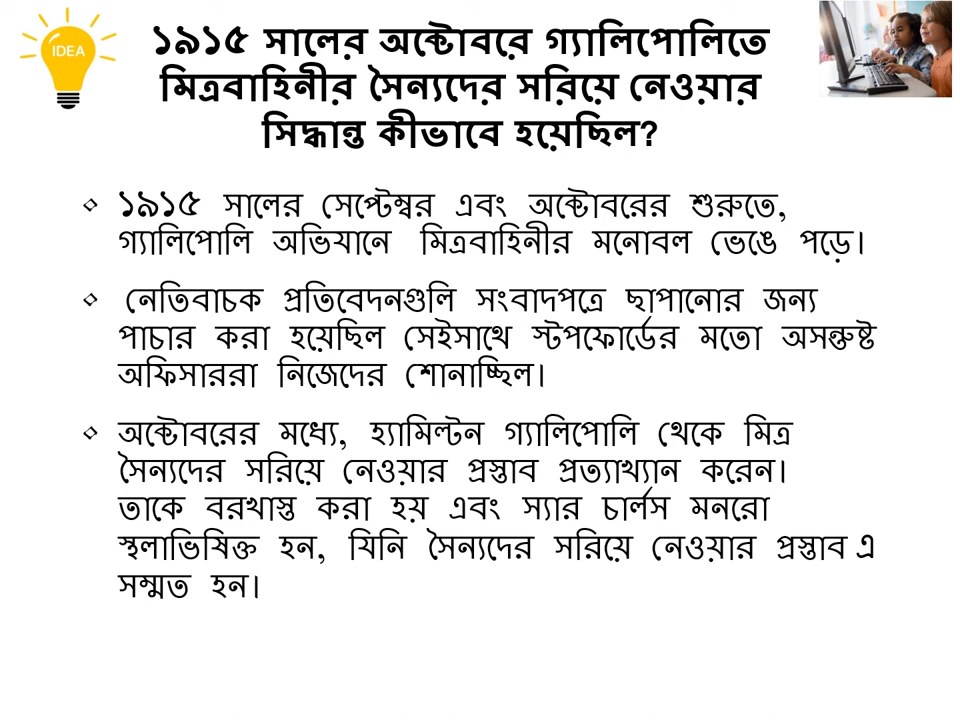 IDEA
১৯১৫ সালের অক্টোবরে গ্যালিপোলিতে
মিত্রবাহিনীর সৈন্যদের সরিয়ে নেওয়ার
সিদ্ধান্ত কীভাবে হয়েছিল?
১৯১৫ সালের সেপ্টেম্বর এবং অক্টোবরের শুরুতে,
গ্যালিপোলি অভিযানে মিত্রবাহিনীর মনোবল ভেঙে পড়ে।
নেতিবাচক প্রতিবেদনগুলি সংবাদপত্রে ছাপানোর জন্য
পাচার করা হয়েছিল সেইসাথে স্টপফোর্ডের মতো অসন্তুষ্ট
অফিসাররা নিজেদের শোনাচ্ছিল।
অক্টোবরের মধ্যে, হ্যামিল্টন গ্যালিপোলি থেকে মিত্র
সৈন্যদের সরিয়ে নেওয়ার প্রস্তাব প্রত্যাখ্যান করেন।
তাকে বরখাস্ত করা হয় এবং স্যার চার্লস মনরো
স্থলাভিষিক্ত হন, যিনি সৈন্যদের সরিয়ে নেওয়ার প্রস্তাব এ
সম্মত হন।